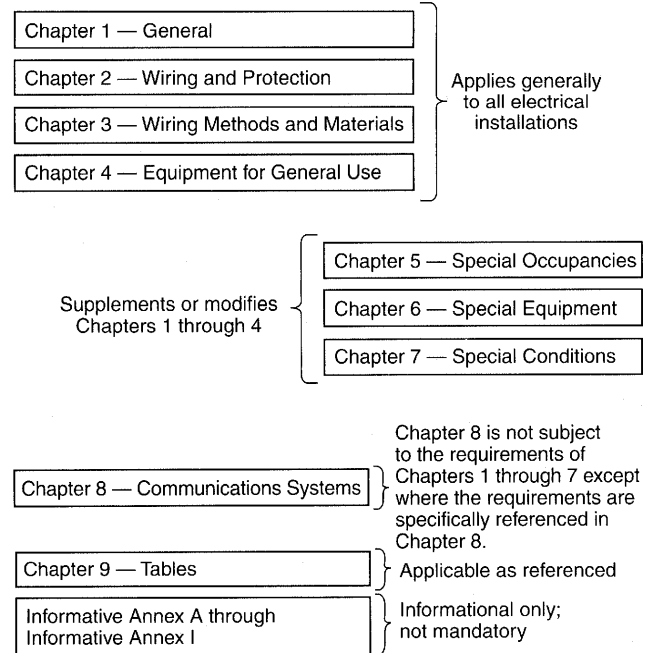 Chapter 1 — General
Chapter 2 — Wiring and Protection
Chapter 3 — Wiring Methods and Materials
Chapter 4 — Equipment for General Use
Applies generally
to all electrical
installations
Supplements or modifies
Chapters 1 through 4
Chapter 5 — Special Occupancies
Chapter 6 — Special Equipment
Chapter 7 — Special Conditions
Chapter 8 — Communications Systems
Chapter 8 is not subject
to the requirements of
Chapters 1 through 7 except
where the requirements are
specifically referenced in
Chapter 8.
Chapter 9 — Tables
Applicable as referenced
Informative Annex A through
Informative Annex I
Informational only;
not mandatory